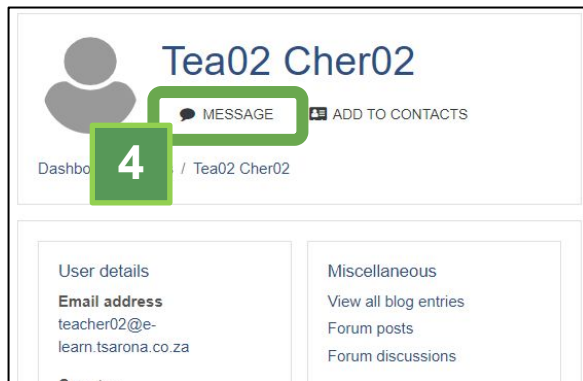 Tea02 Cher02
MESSAGE ADD TO CONTACTS
4
Dashbo / Tea02 Cher02
User details
Email address
teacher02@e-
learn.tsarona.co.za
Miscellaneous
View all blog entries
Forum posts
Forum discussions